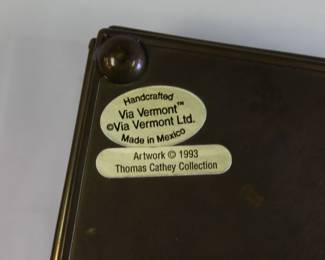 Handcrafted
Via Vermont™
©Via Vermont Ltd.
Made in Mexico
Artwork © 1993
Thomas Cathey Collection